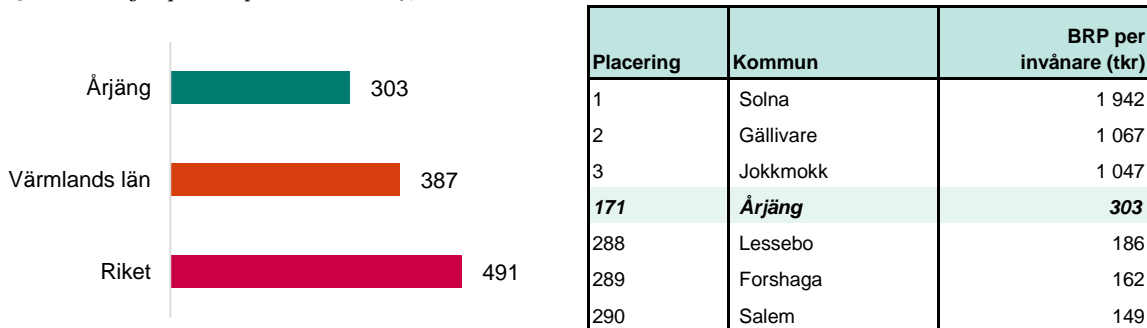 Årjäng 303
Värmlands län 387
Riket 491
Placering Kommun BRP per invånare (tkr)
1 Solna 1 942
2 Gällivare 1 067
3 Jokkmokk 1 047
171 Årjäng 303
288 Lessebo 186
289 Forshaga 162
290 Salem 149